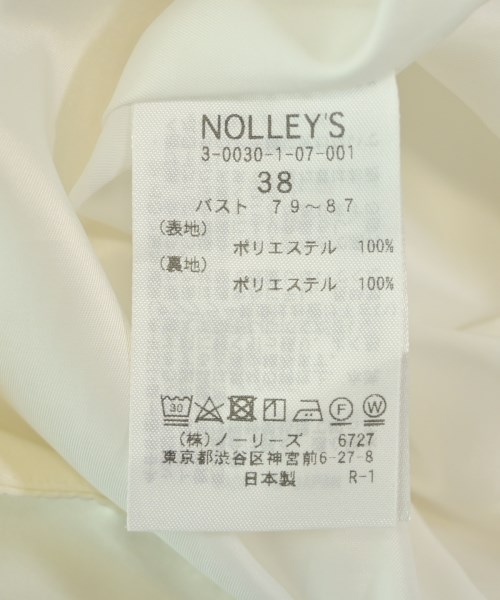 NOLLEY'S
3-0030-1-07-001
38
バスト 79～87
(表地)
ポリエステル 100%
(裏地)
ポリエステル 100%
30 F W
(株)ノーリーズ 6727
東京都渋谷区神宮前6-27-8
日本製 R-1